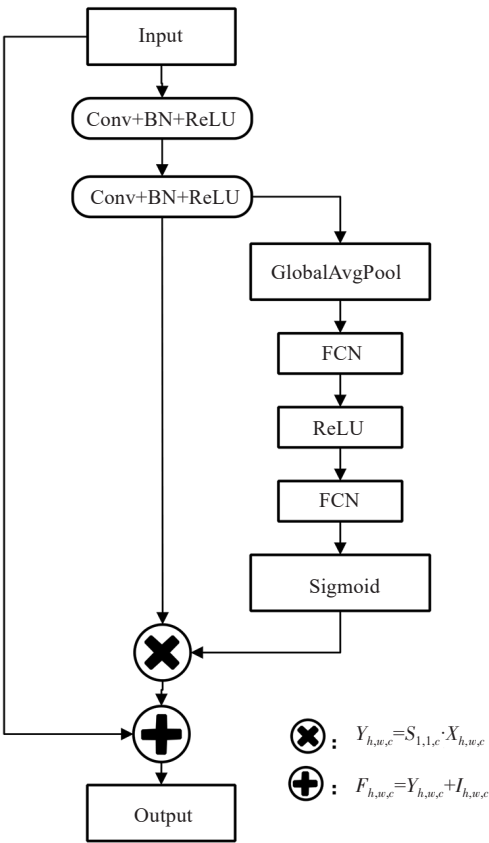 Input
Conv+BN+ReLU
Conv+BN+ReLU
GlobalAvgPool
FCN
ReLU
FCN
Sigmoid
: Y_{h,w,c}=S_{1,1,c}·X_{h,w,c}
: F_{h,w,c}=Y_{h,w,c}+I_{h,w,c}
Output